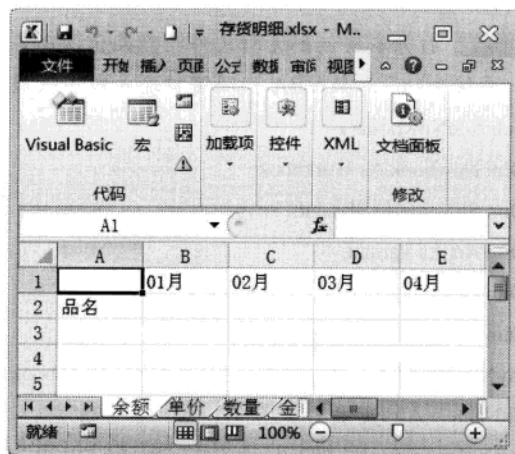 存货明细.xlsx - M..
文件 开始 插入 页面 公式 数据 审阅 视图
Visual Basic 宏 加载项 控件 XML 文档面板
代码 修改
A1 fx
A B C D E
1 01月 02月 03月 04月
2 品名
3
4
5
余额 单价 数量 金
就绪 100%